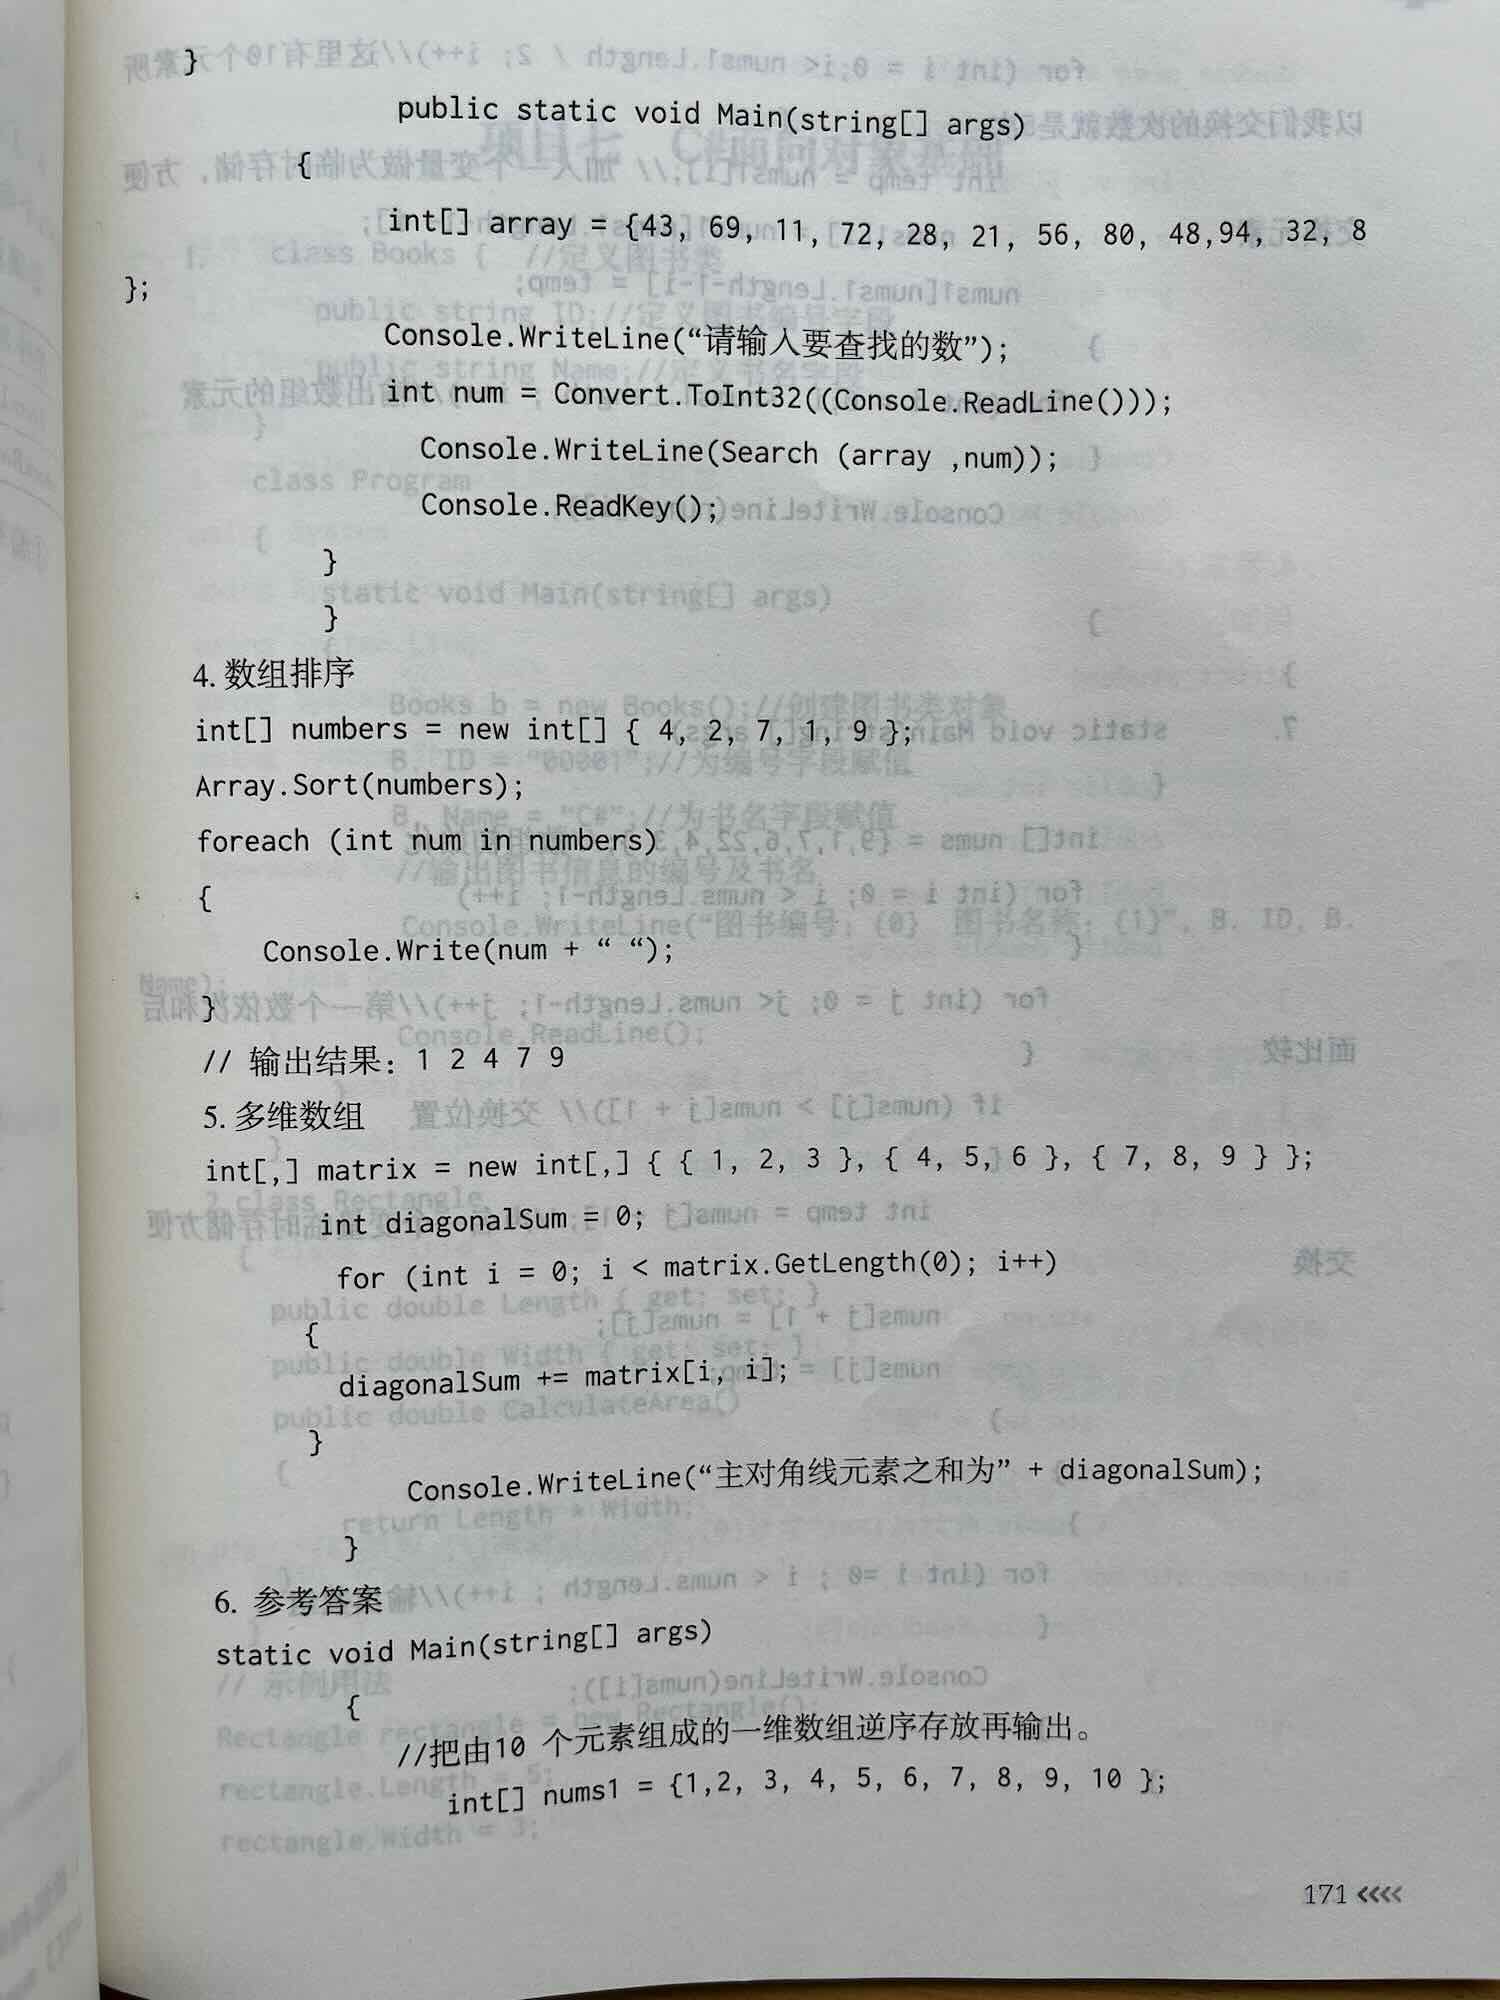 }
public static void Main(string[] args)
{
int[] array = {43, 69, 11, 72, 28, 21, 56, 80, 48,94, 32, 8
};
Console.WriteLine(“请输入要查找的数”);
int num = Convert.ToInt32((Console.ReadLine()));
Console.WriteLine(Search (array ,num));
Console.ReadKey();
}
}
4. 数组排序
int[] numbers = new int[] { 4, 2, 7, 1, 9 };
Array.Sort(numbers);
foreach (int num in numbers)
{
Console.Write(num + “ “);
}
// 输出结果：1 2 4 7 9
5. 多维数组
int[,] matrix = new int[,] { { 1, 2, 3 }, { 4, 5, 6 }, { 7, 8, 9 } };
int diagonalSum = 0;
for (int i = 0; i < matrix.GetLength(0); i++)
{
diagonalSum += matrix[i, i];
}
Console.WriteLine(“主对角线元素之和为” + diagonalSum);
}
6. 参考答案
static void Main(string[] args)
{
//把由10 个元素组成的一维数组逆序存放再输出。
int[] nums1 = {1,2, 3, 4, 5, 6, 7, 8, 9, 10 };
171